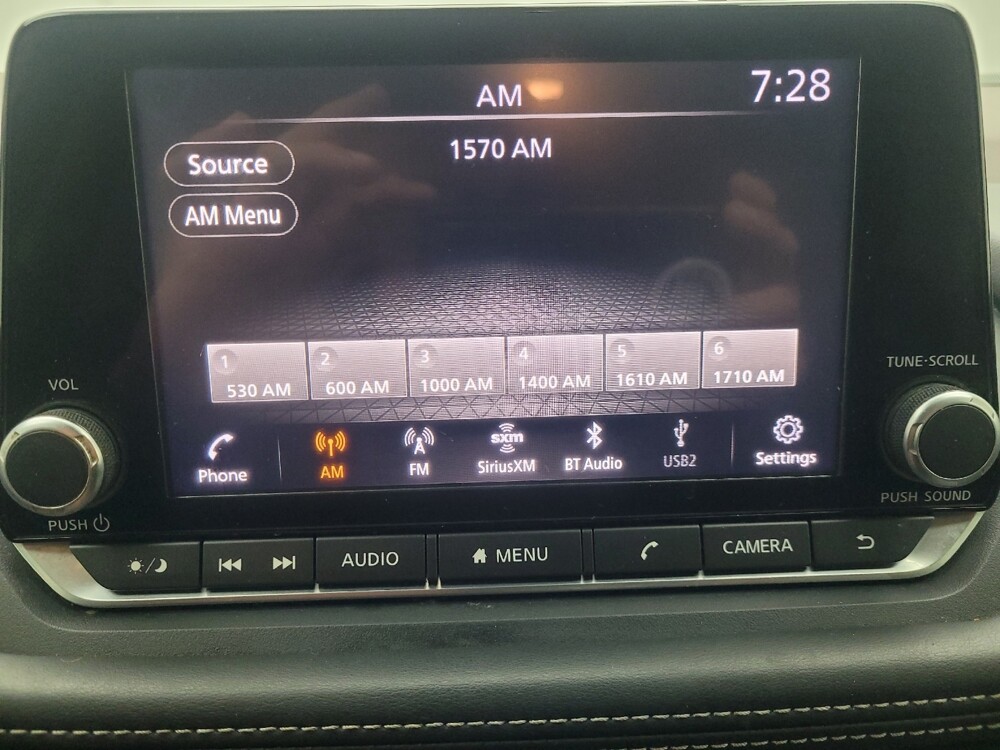 AM
7:28
1570 AM
Source
AM Menu
1 2 3 4 5 6
530 AM 600 AM 1000 AM 1400 AM 1610 AM 1710 AM
Phone AM FM sxm SiriusXM BT Audio USB2 Settings
VOL
PUSH
TUNE·SCROLL
PUSH SOUND
AUDIO MENU CAMERA